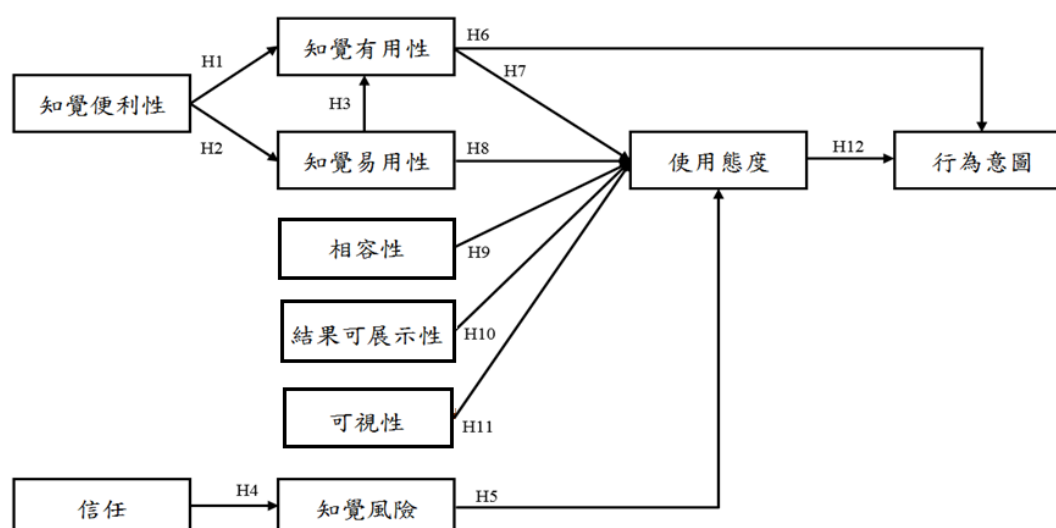 知覺有用性
H6
H7
H1
知覺便利性
H3
H2
知覺易用性
H8
使用態度
H12
行為意圖
相容性
H9
結果可展示性
H10
可視性
H11
信任
H4
知覺風險
H5